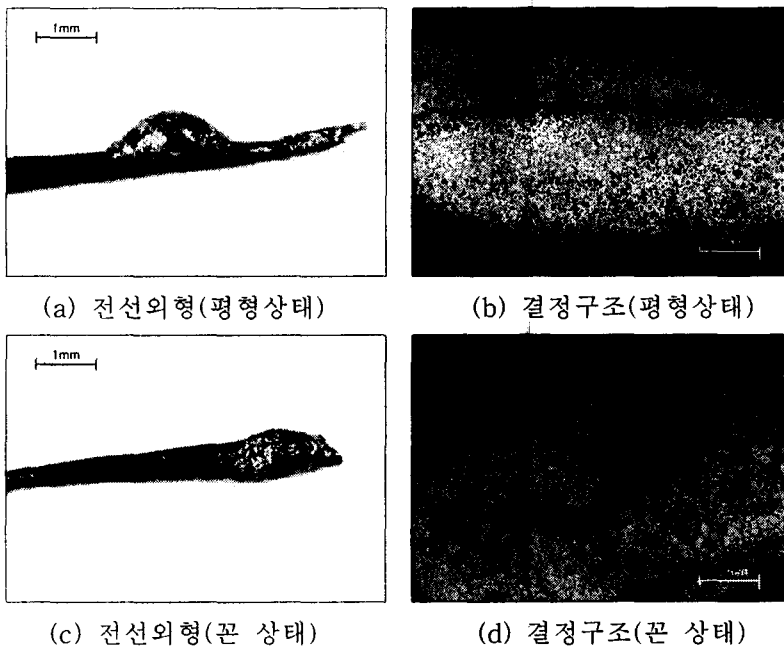 1mm
(a) 전선외형(평형상태)
(b) 결정구조(평형상태)
1mm
(c) 전선외형(꼰 상태)
(d) 결정구조(꼰 상태)